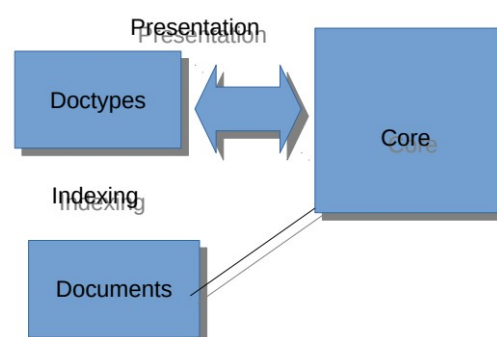 Presentation
Doctypes
Core
Indexing
Documents